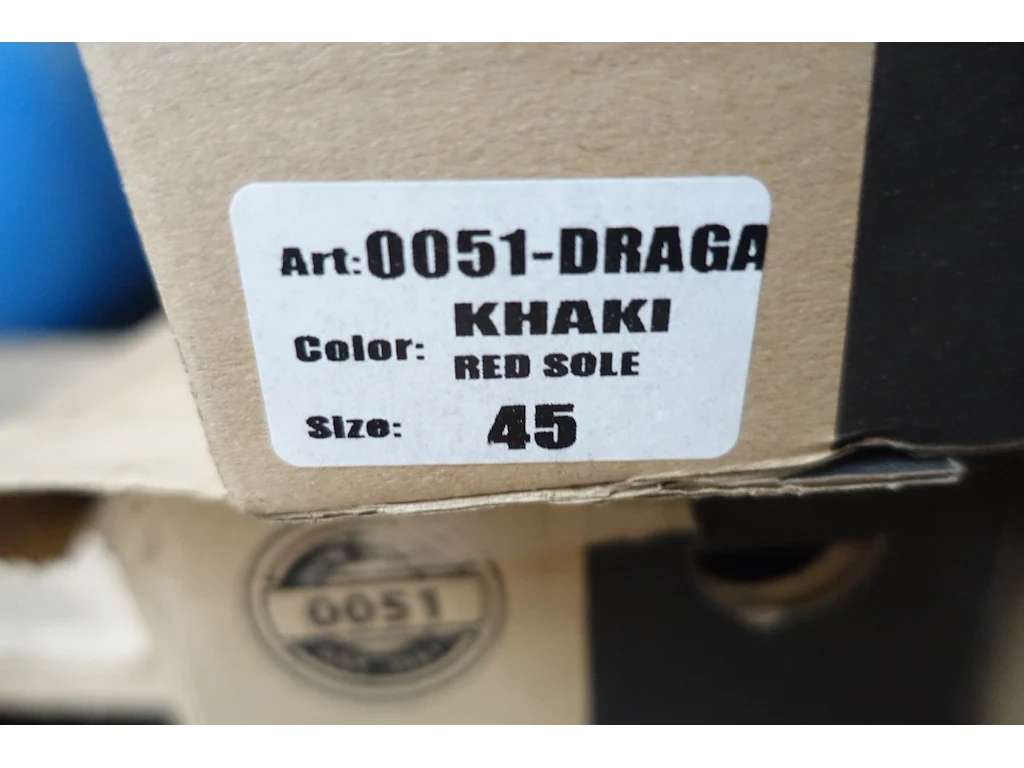 Art:0051-DRAGA
Color: KHAKI
RED SOLE
Size: 45
0051